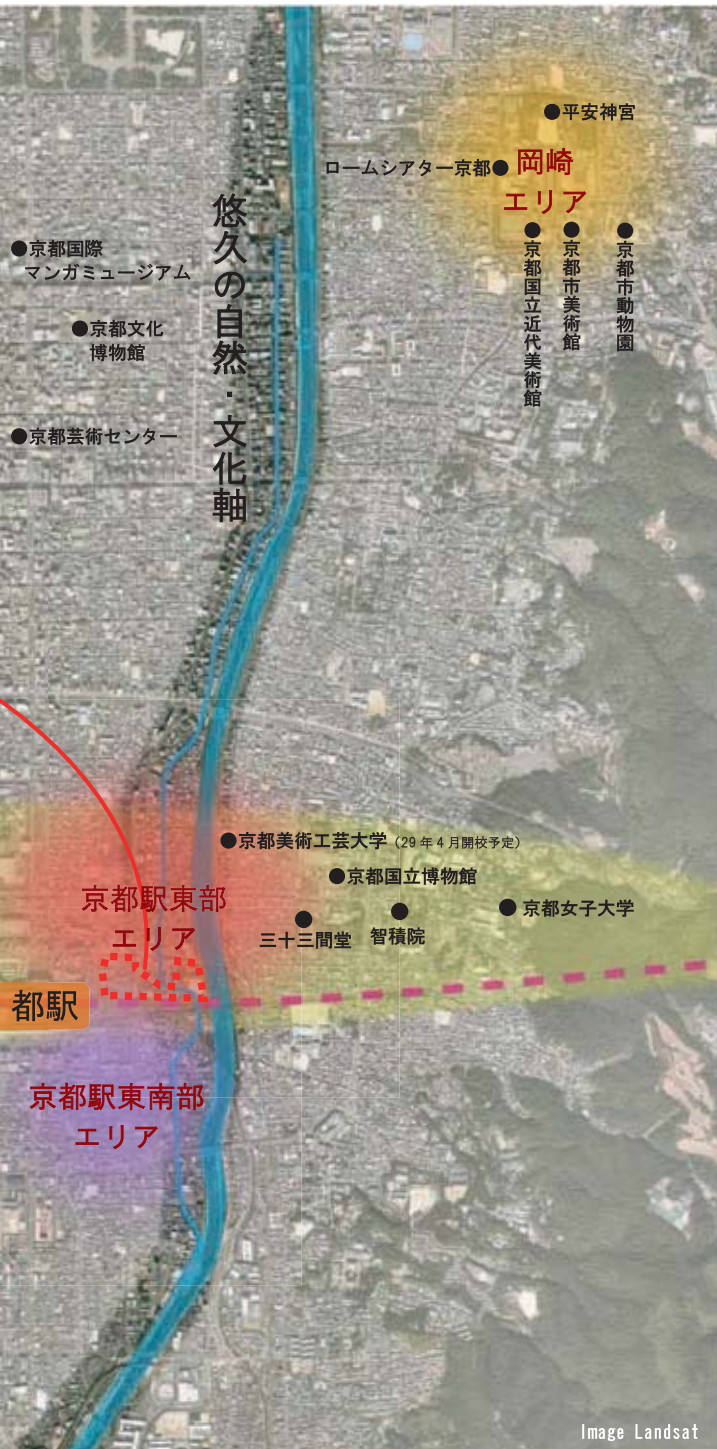 ●平安神宮
ロームシアター京都●
岡崎
エリア
●京都国立近代美術館
●京都市美術館
●京都市動物園
悠久の自然・文化軸
●京都国際
マンガミュージアム
●京都文化
博物館
●京都芸術センター
●京都美術工芸大学（29年4月開校予定）
●京都国立博物館
京都駅東部
エリア
●三十三間堂
●智積院
●京都女子大学
都駅
京都駅東南部
エリア
Image Landsat